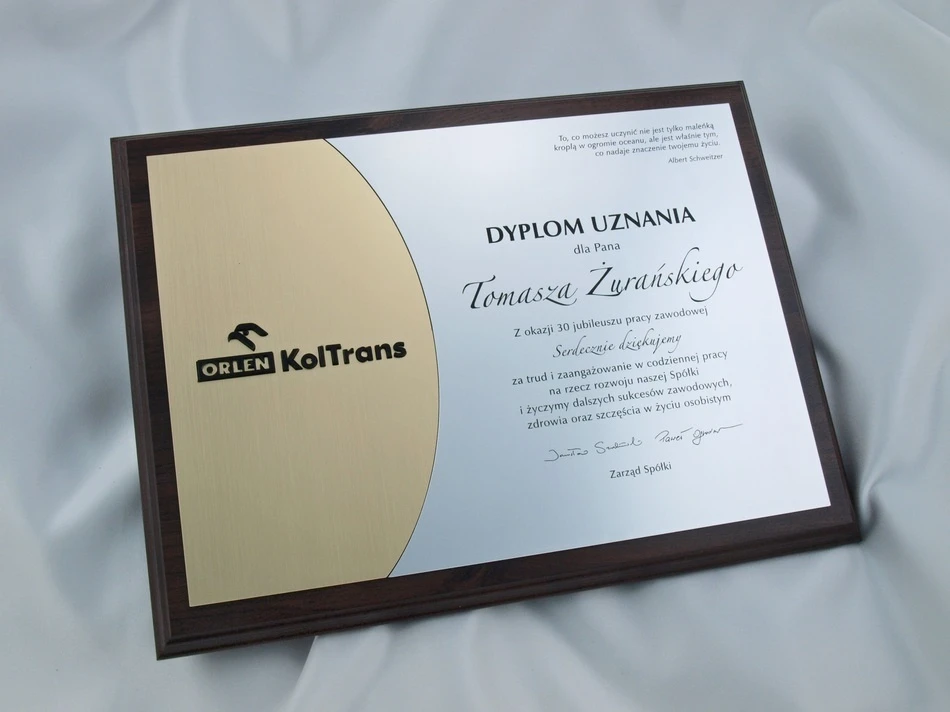 To, co możesz uczynić nie jest tylko maleńką
kroplą w ogromie oceanu, ale jest właśnie tym,
co nadaje znaczenie twojemu życiu.
Albert Schweitzer
DYPLOM UZNANIA
dla Pana
Tomasza Żurańskiego
Z okazji 30 jubileuszu pracy zawodowej
Serdecznie dziękujemy
za trud i zaangażowanie w codziennej pracy
na rzecz rozwoju naszej Spółki
i życzymy dalszych sukcesów zawodowych,
zdrowia oraz szczęścia w życiu osobistym
Paweł
Zarząd Spółki
ORLEN KolTrans